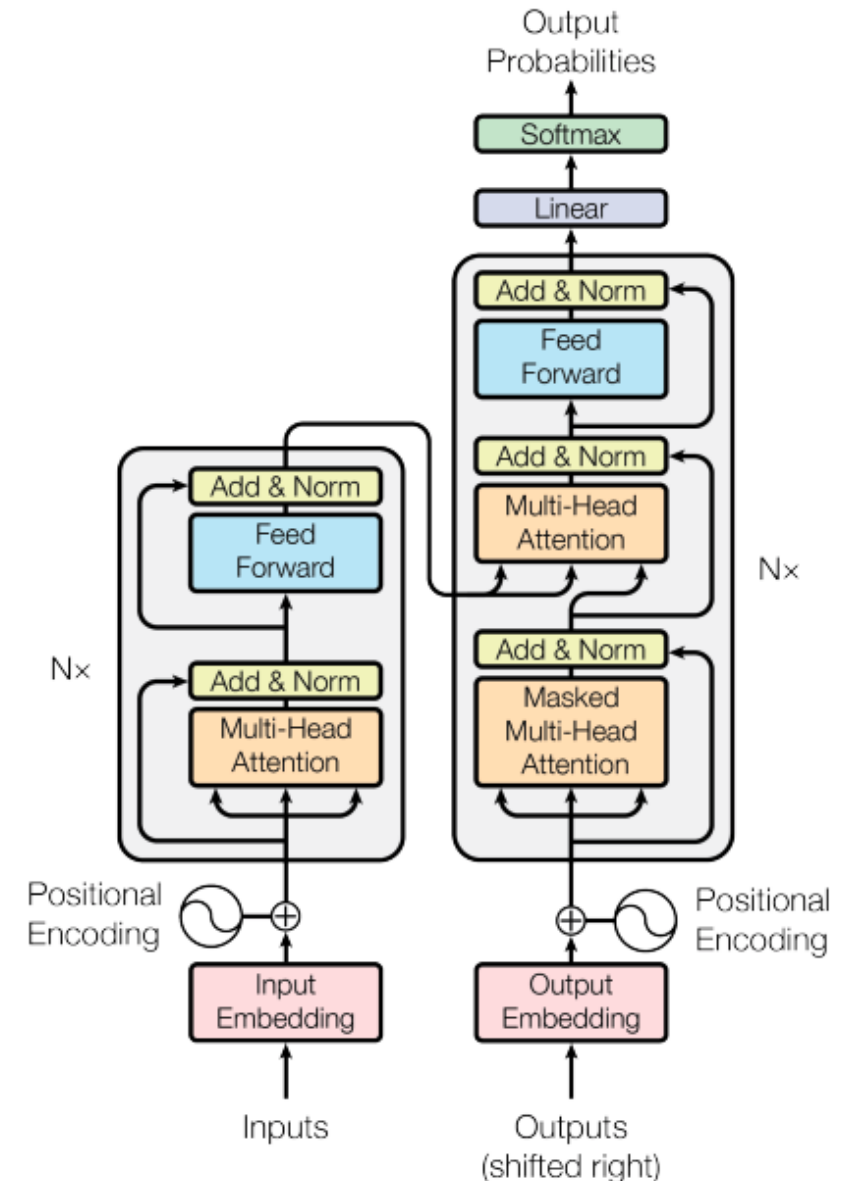 Output
Probabilities
Softmax
Linear
Add & Norm
Feed
Forward
Add & Norm
Multi-Head
Attention
Nx
Add & Norm
Masked
Multi-Head
Attention
Positional
Encoding
Output
Embedding
Outputs
(shifted right)
Add & Norm
Feed
Forward
Nx
Add & Norm
Multi-Head
Attention
Positional
Encoding
Input
Embedding
Inputs